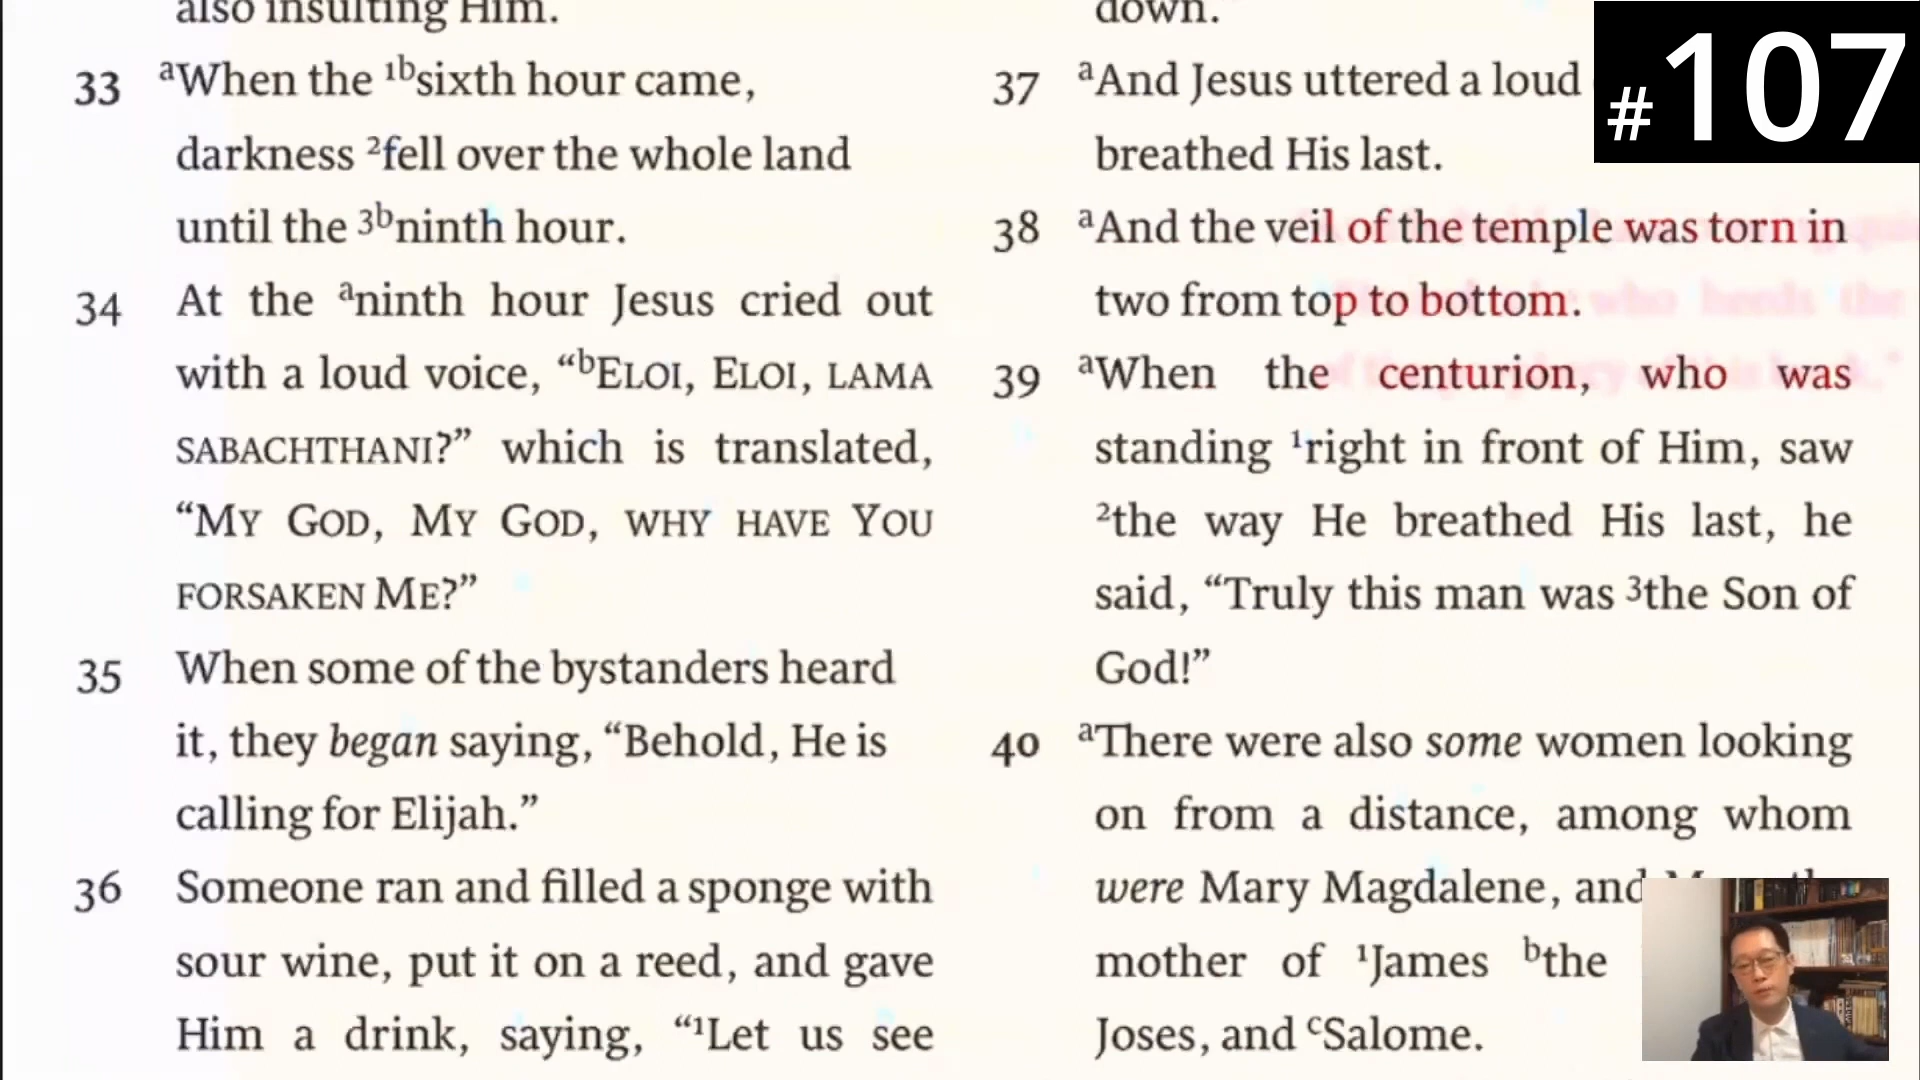 also insulting Him.
33 aWhen the 1bsixth hour came,
darkness 2fell over the whole land
until the 3bninth hour.
34 At the aninth hour Jesus cried out
with a loud voice, “bELOI, ELOI, LAMA
SABACHTHANI?” which is translated,
“MY GOD, MY GOD, WHY HAVE YOU
FORSAKEN ME?”
35 When some of the bystanders heard
it, they began saying, “Behold, He is
calling for Elijah.”
36 Someone ran and filled a sponge with
sour wine, put it on a reed, and gave
Him a drink, saying, “1Let us see
down.”
37 aAnd Jesus uttered a loud
breathed His last.
38 aAnd the veil of the temple was torn in
two from top to bottom.
39 aWhen the centurion, who was
standing 1right in front of Him, saw
2the way He breathed His last, he
said, “Truly this man was 3the Son of
God!”
40 aThere were also some women looking
on from a distance, among whom
were Mary Magdalene, and
mother of 1James bthe
Joses, and cSalome.
#107
who heeds the